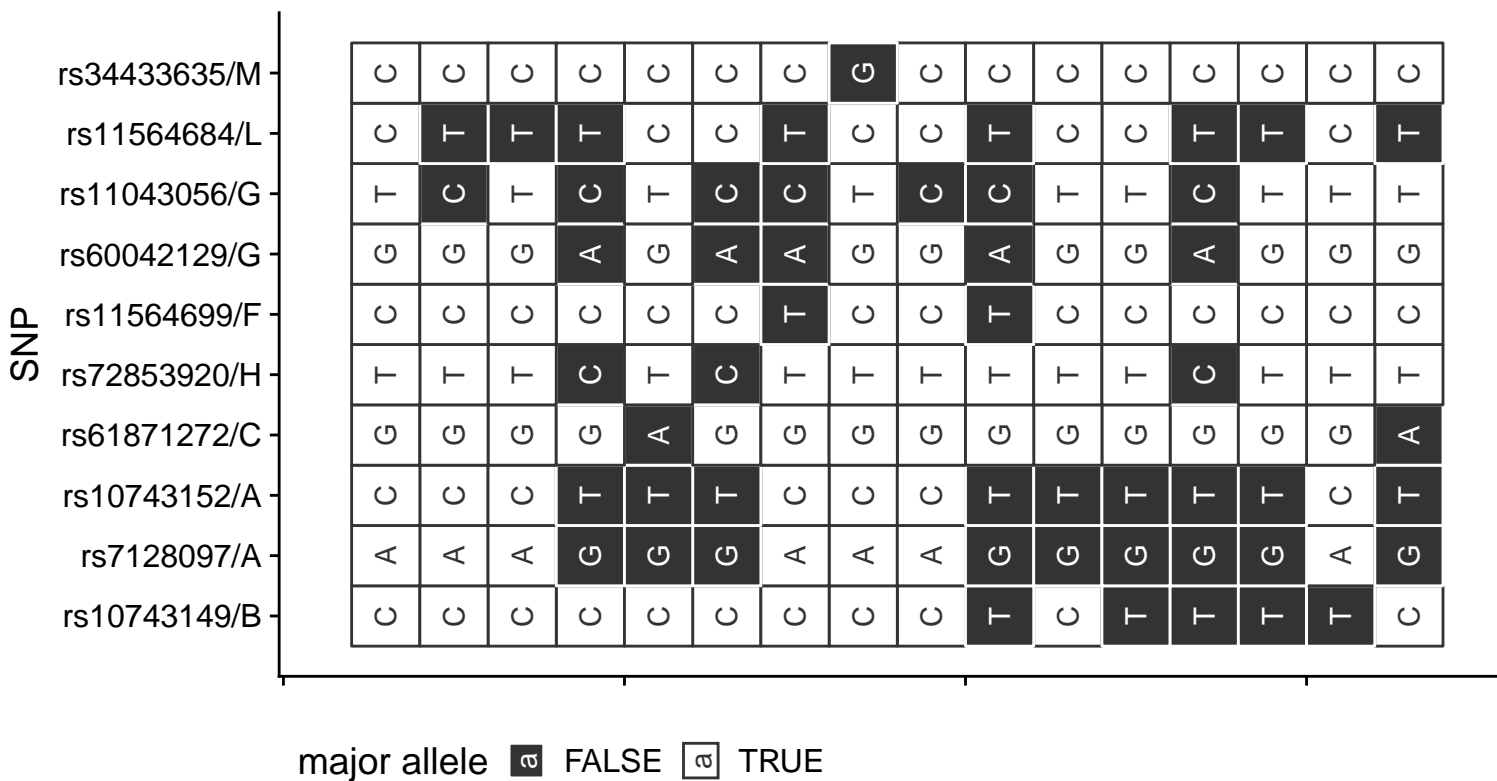 SNP
rs34433635/M C C C C C C C G C C C C C C C C
rs11564684/L C T T T C C T C C T C C T T C T
rs11043056/G T C T C T C C T C C T T C T T T
rs60042129/G G G G A G A A G G A G G A G G G
rs11564699/F C C C C C C T C C T C C C C C C
rs72853920/H T T T C T C T T T T T T C T T T
rs61871272/C G G G G A G G G G G G G G G G A
rs10743152/A C C C T T T C C C T T T T T C T
rs7128097/A A A A G G G A A A G G G G G A G
rs10743149/B C C C C C C C C C T C T T T T C
major allele a FALSE a TRUE